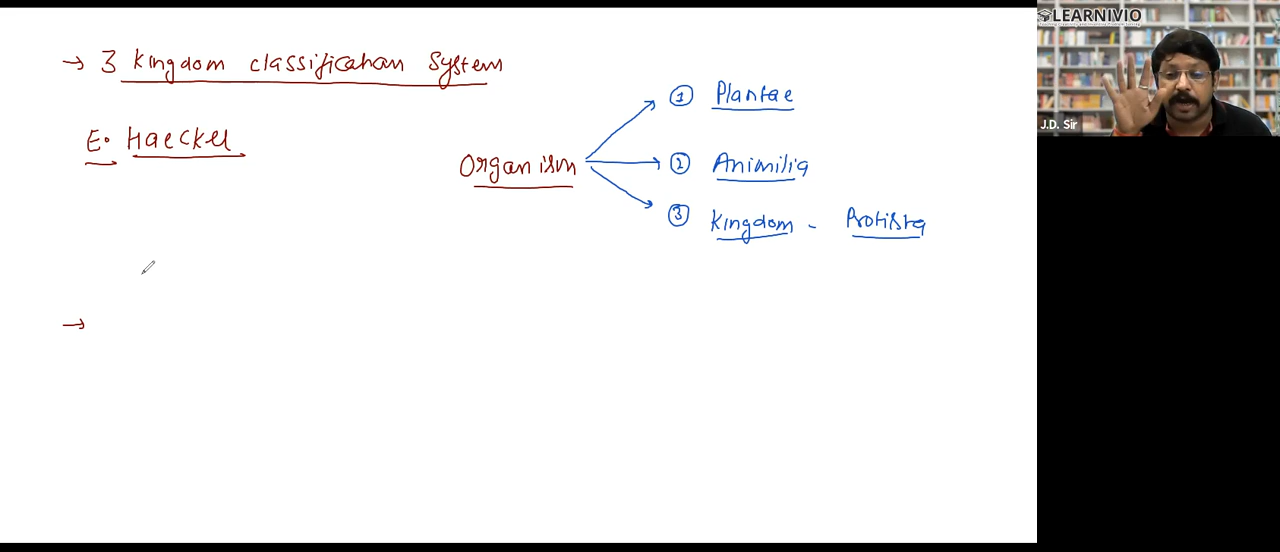 → 3 Kingdom classification System
E. Haeckel
Organism
① Plantae
② Animilia
③ Kingdom - Protista
→
LEARNIVIO
J.D. Sir